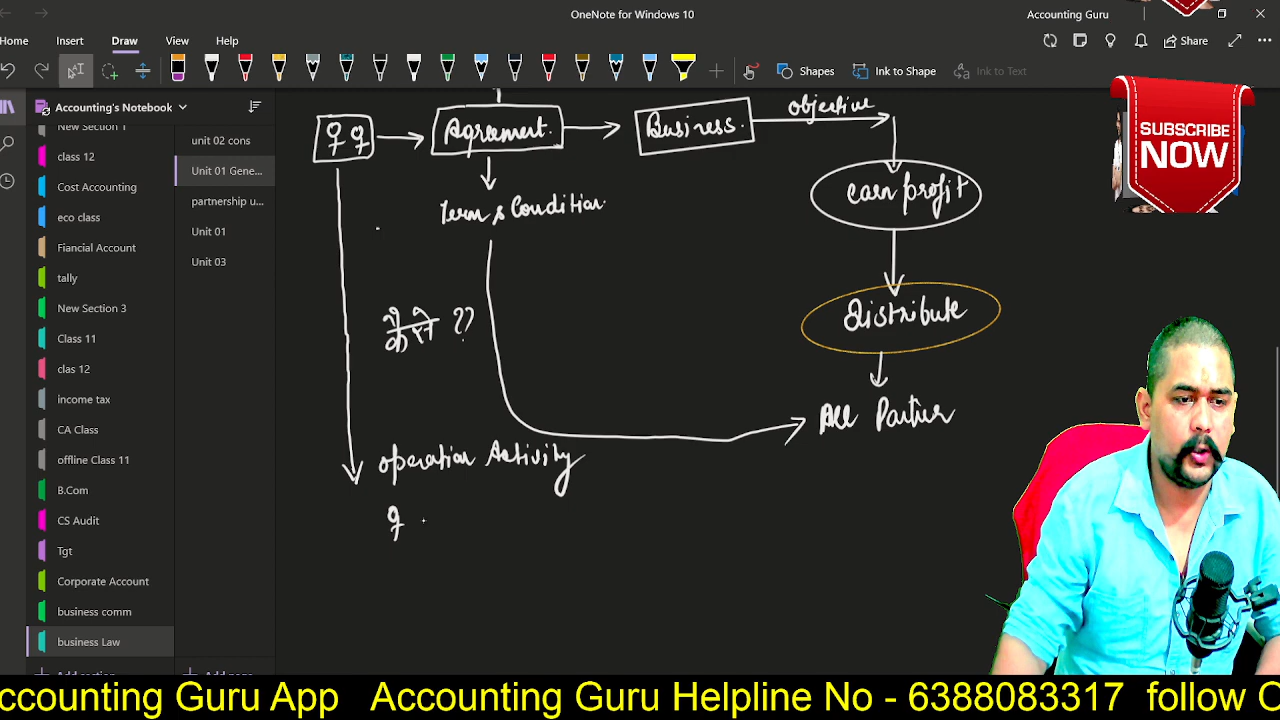 OneNote for Windows 10
Accounting Guru
Home Insert Draw View Help
Share
Shapes
Ink to Shape
Ink to Text
Accounting's Notebook
New Section 1
class 12
Cost Accounting
eco class
Fiancial Account
tally
New Section 3
Class 11
clas 12
income tax
CA Class
offline Class 11
B.Com
CS Audit
Tgt
Corporate Account
business comm
business Law
unit 02 cons
Unit 01 Gene...
partnership u...
Unit 01
Unit 03
Agreement.
Business.
objective
earn profit
Term & Condition
distribute
कैसे ??
All Parties
operation Activity
SUBSCRIBE
NOW
ccounting Guru App Accounting Guru Helpline No - 6388083317 follow